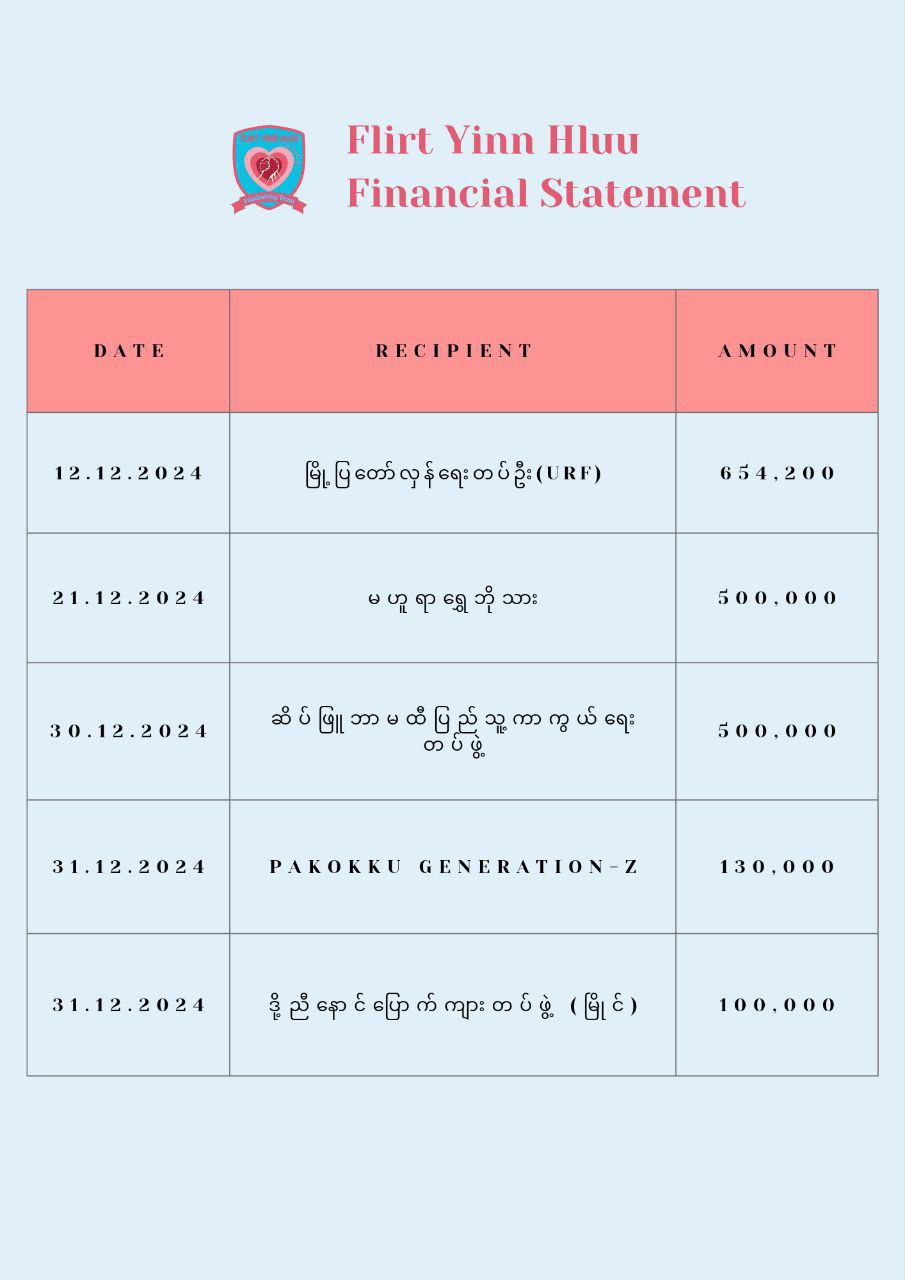 Flirt Yinn Hluu
Financial Statement
Fundraising Team
DATE RECIPIENT AMOUNT
12.12.2024 မြို့ပြတော်လှန်ရေးတပ်ဦး(URF) 654,200
21.12.2024 မဟူရာရွှေဘိုသား 500,000
30.12.2024 ဆိပ်ဖြူဘာမထီပြည်သူ့ကာကွယ်ရေး
တပ်ဖွဲ့ 500,000
31.12.2024 PAKOKKU GENERATION-Z 130,000
31.12.2024 ဒို့ညီနောင်ပြောက်ကျားတပ်ဖွဲ့ (မြိုင်) 100,000